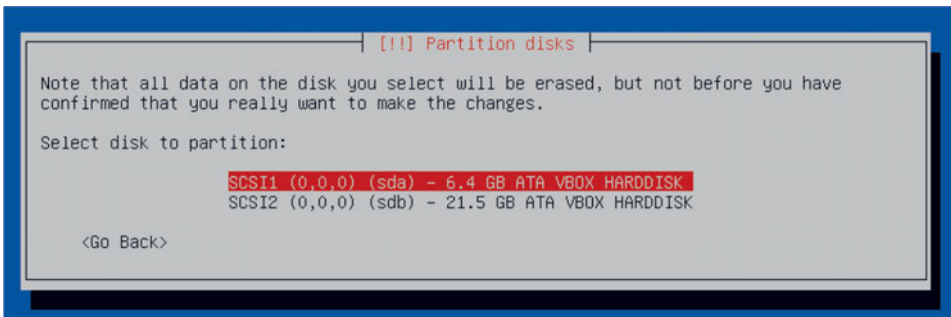 [!!] Partition disks
Note that all data on the disk you select will be erased, but not before you have
confirmed that you really want to make the changes.
Select disk to partition:
SCSI1 (0,0,0) (sda) - 6.4 GB ATA VBOX HARDDISK
SCSI2 (0,0,0) (sdb) - 21.5 GB ATA VBOX HARDDISK
<Go Back>